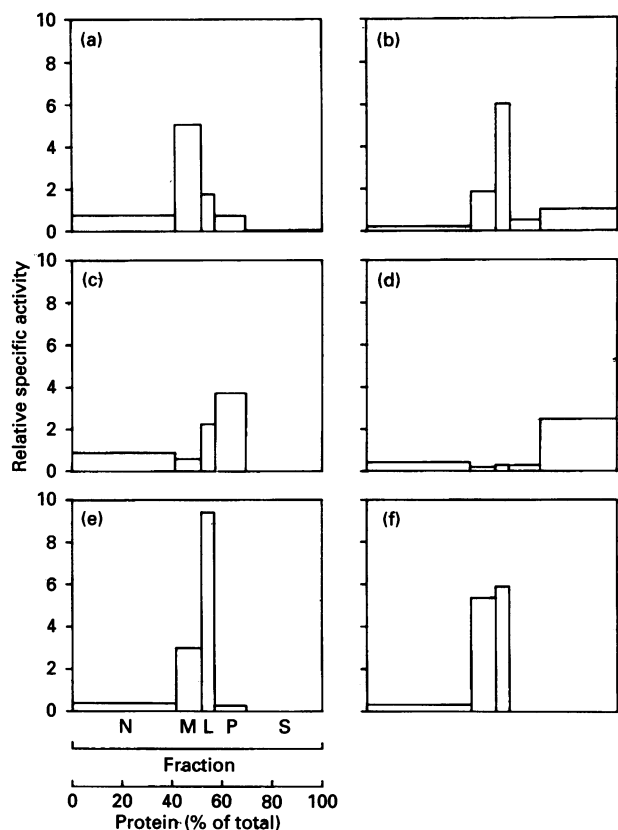 (a)
(b)
10
8
6
4
2
0
(c)
(d)
10
8
6
4
2
0
(e)
(f)
10
8
6
4
2
0
Relative specific activity
N M L P S
Fraction
0 20 40 60 80 100
Protein (% of total)